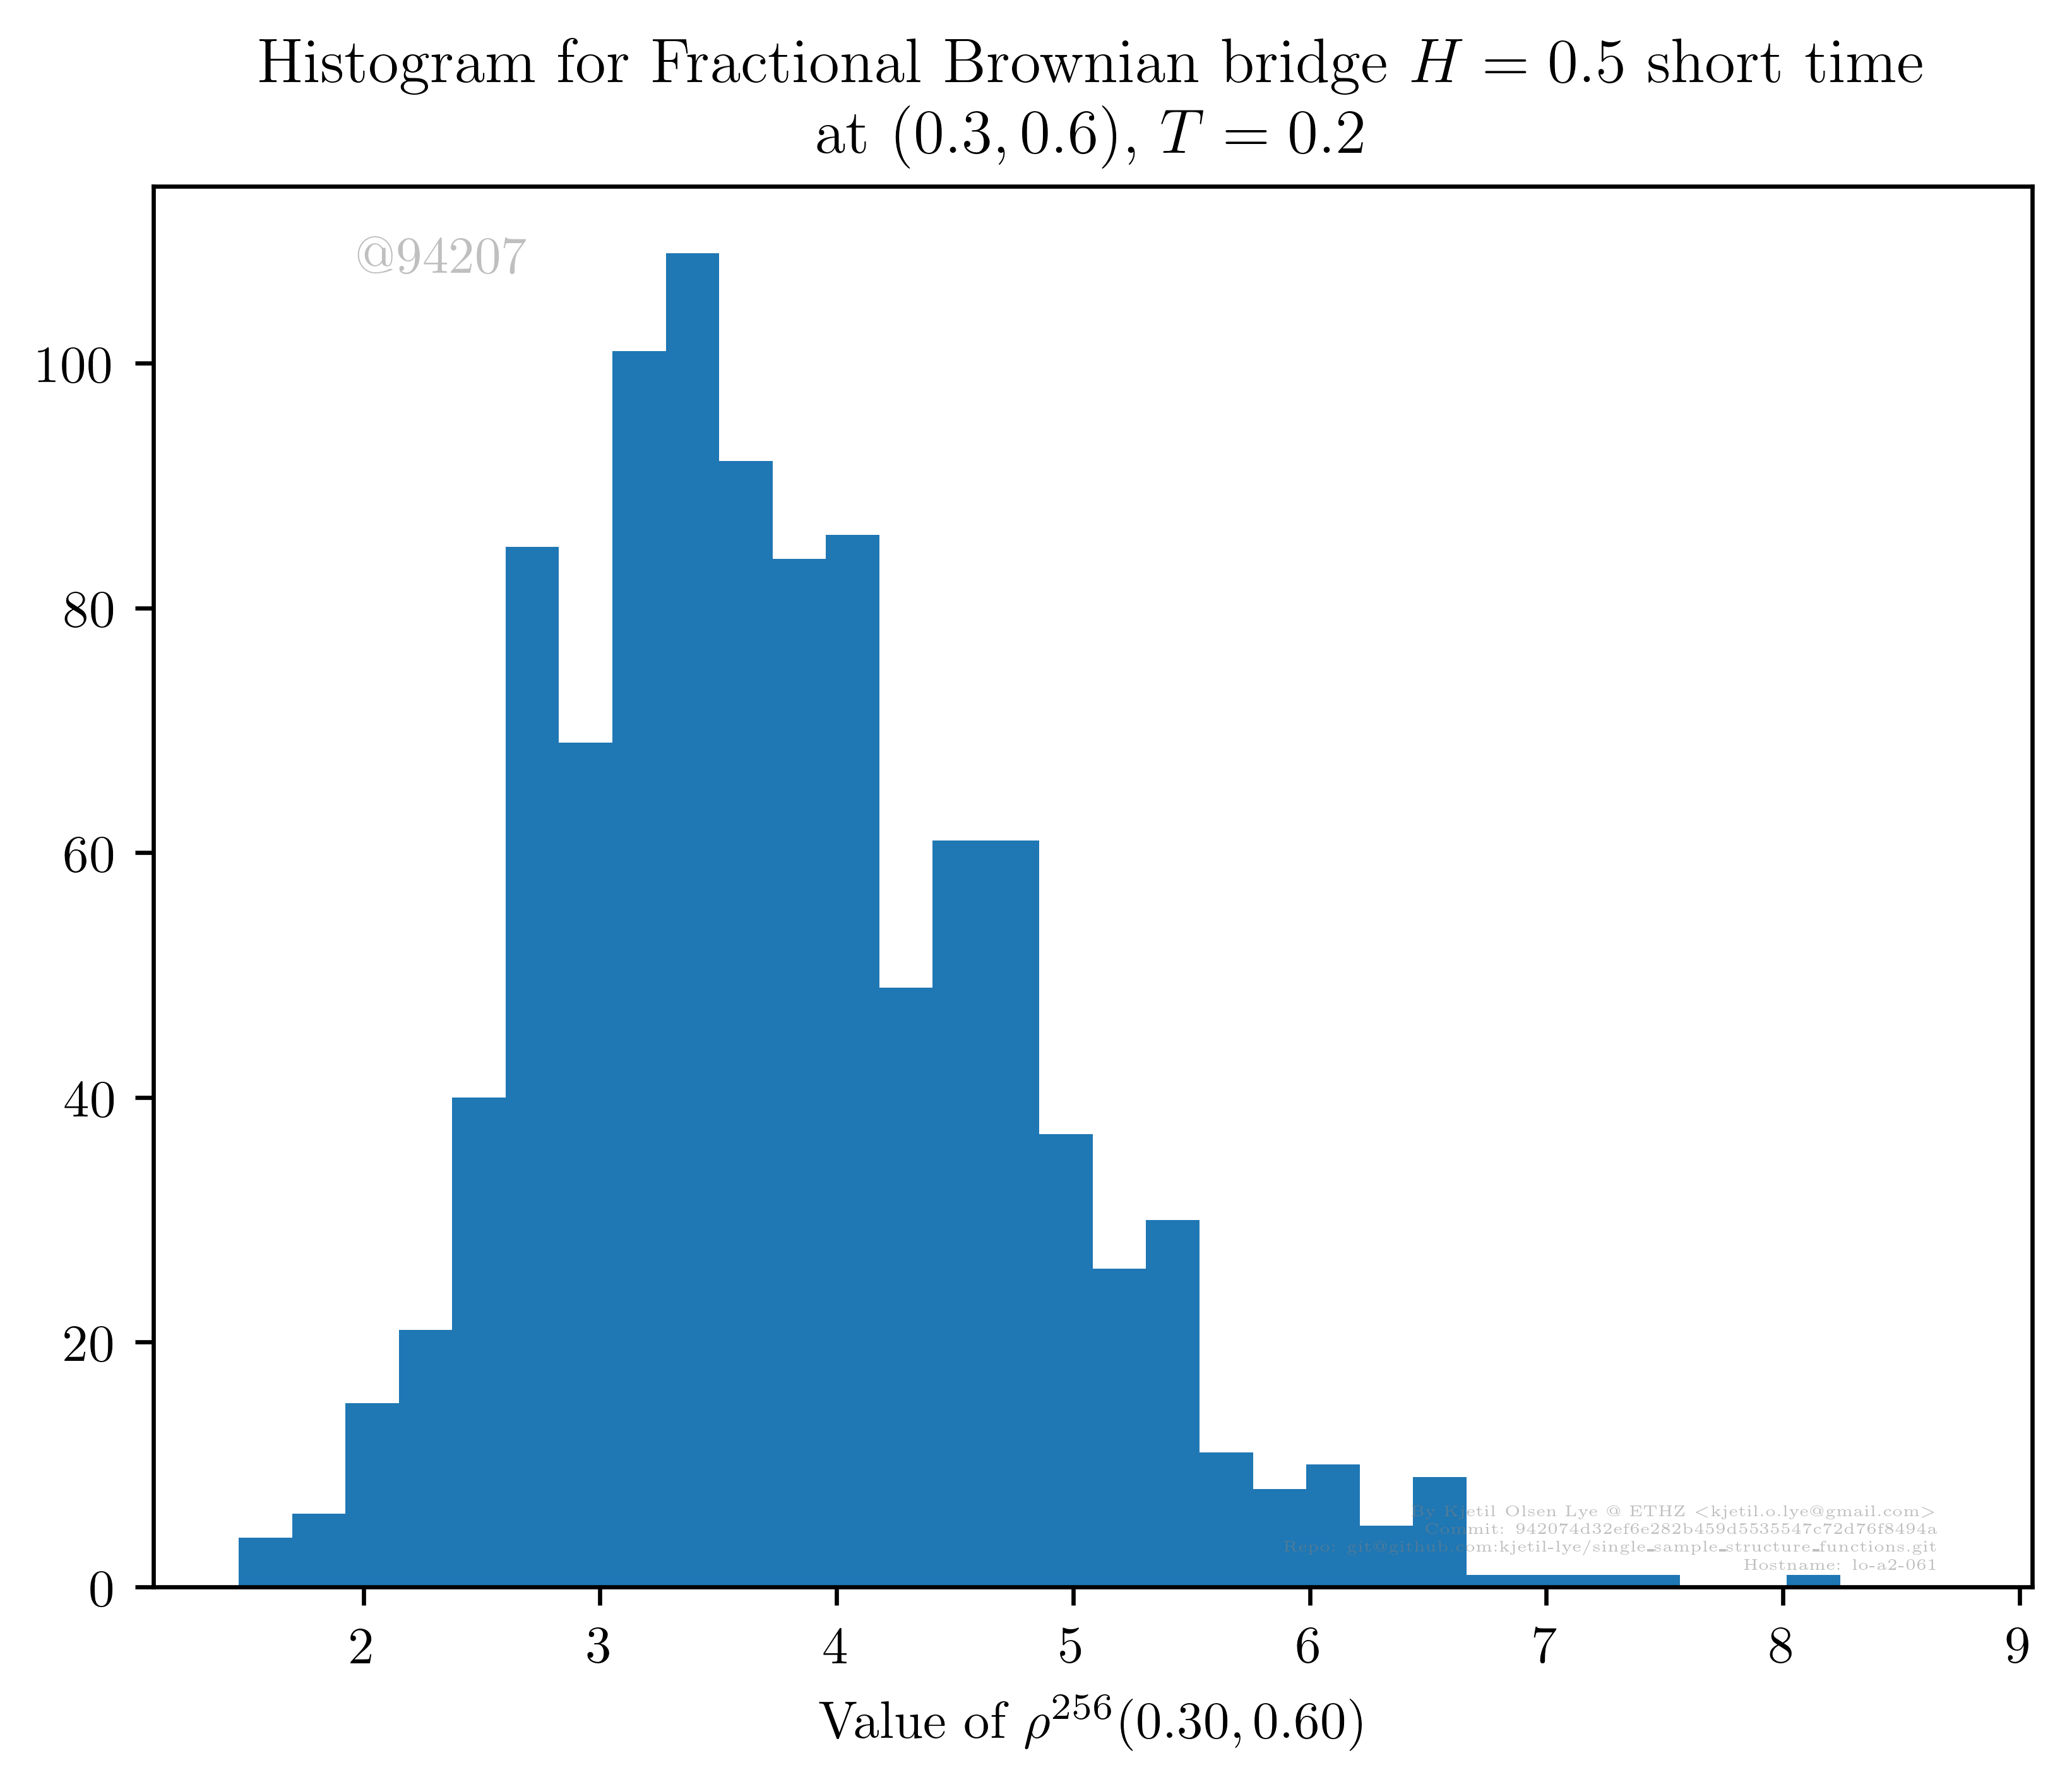 Histogram for Fractional Brownian bridge H = 0.5 short time
at (0.3, 0.6), T = 0.2
@94207
100
80
60
40
20
0
2 3 4 5 6 7 8 9
Value of ρ²⁵⁶(0.30, 0.60)
By Kjetil Olsen Lye @ ETHZ <kjetil.o.lye@gmail.com>
Commit: 942074d32ef6e282b459d5535547c72d76f8494a
Repo: git@github.com:kjetil-lye/single_sample_structure_functions.git
Hostname: lo-a2-061